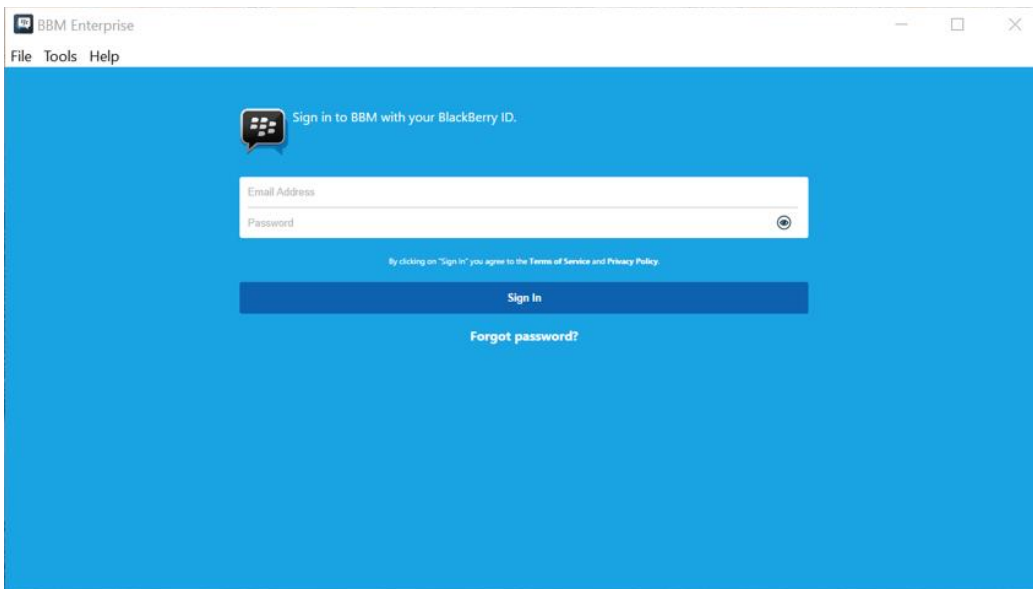 BBM Enterprise
File Tools Help
Sign in to BBM with your BlackBerry ID.
Email Address
Password
By clicking on "Sign In" you agree to the Terms of Service and Privacy Policy.
Sign In
Forgot password?